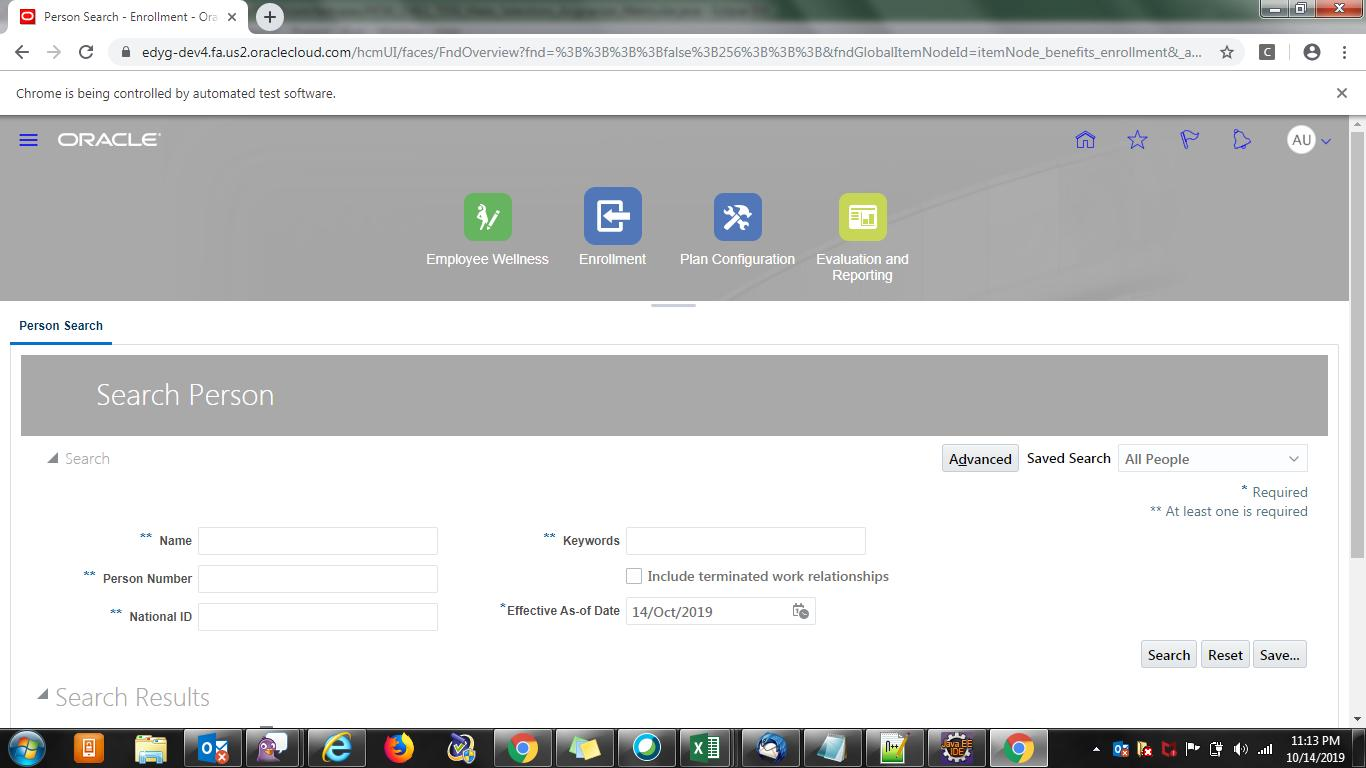 Person Search - Enrollment - Ora
edyg-dev4.fa.us2.oraclecloud.com/hcmUI/faces/FndOverview?fnd=%3B%3B%3B%3Bfalse%3B256%3B%3B%3B&fndGlobalItemNodeId=itemNode_benefits_enrollment&_a...
C
Chrome is being controlled by automated test software.
ORACLE
AU
Employee Wellness
Enrollment
Plan Configuration
Evaluation and
Reporting
Person Search
Search Person
Search
Advanced Saved Search All People
* Required
** At least one is required
** Name
** Keywords
** Person Number
Include terminated work relationships
** National ID
*Effective As-of Date 14/Oct/2019
Search Reset Save...
Search Results
11:13 PM
10/14/2019